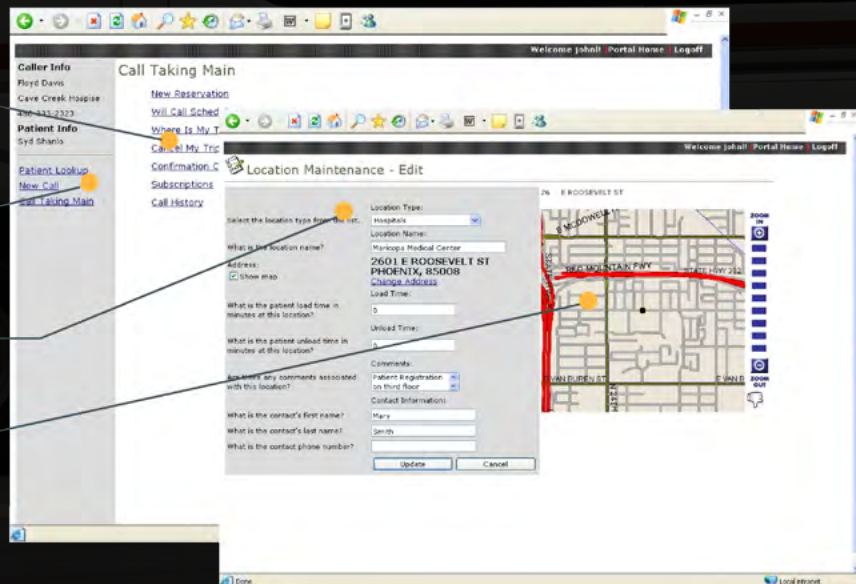 Welcome John!! Portal Home Logoff
Caller Info
Floyd Davis
Cave Creek Hospice
Patient Info
Syd Shanis
Patient Lookup
New Call
Call Taking Main
Call Taking Main
New Reservation
Will Call Sched
Where Is My T
Cancel My Trip
Confirmation C
Subscriptions
Call History
Welcome John!! Portal Home Logoff
Location Maintenance - Edit
26 E ROOSEVELT ST
Location Type:
Select the location type from the list. Hospitals
Location Name:
What is the location name? Maricopa Medical Center
Address: 2601 E ROOSEVELT ST
Show map PHOENIX, 85008
Change Address
Load Time:
What is the patient load time in
minutes at this location? 0
Unload Time:
What is the patient unload time in
minutes at this location? 0
Comments:
Are there any comments associated
with this location? Patient Registration
on third floor
Contact Information:
What is the contact's first name? Mary
What is the contact's last name? Smith
What is the contact phone number?
Update Cancel
E MCDOWELL
RED MOUNTAIN FWY
STATE HWY 202
E VAN BUREN ST
E VAN B
ZOOM
IN
ZOOM
OUT
Done
Local intranet